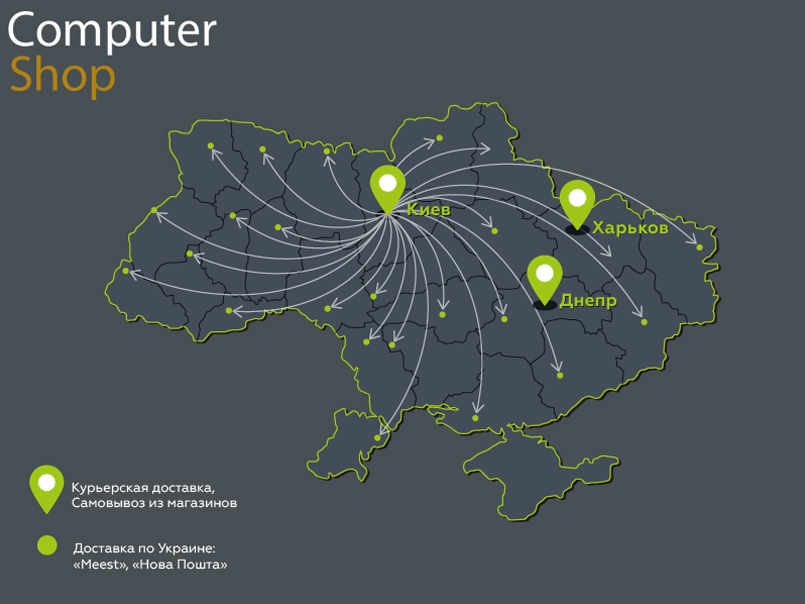 Computer
Shop
Киев
Харьков
Днепр
Курьерская доставка,
Самовывоз из магазинов
Доставка по Украине:
«Meest», «Нова Пошта»